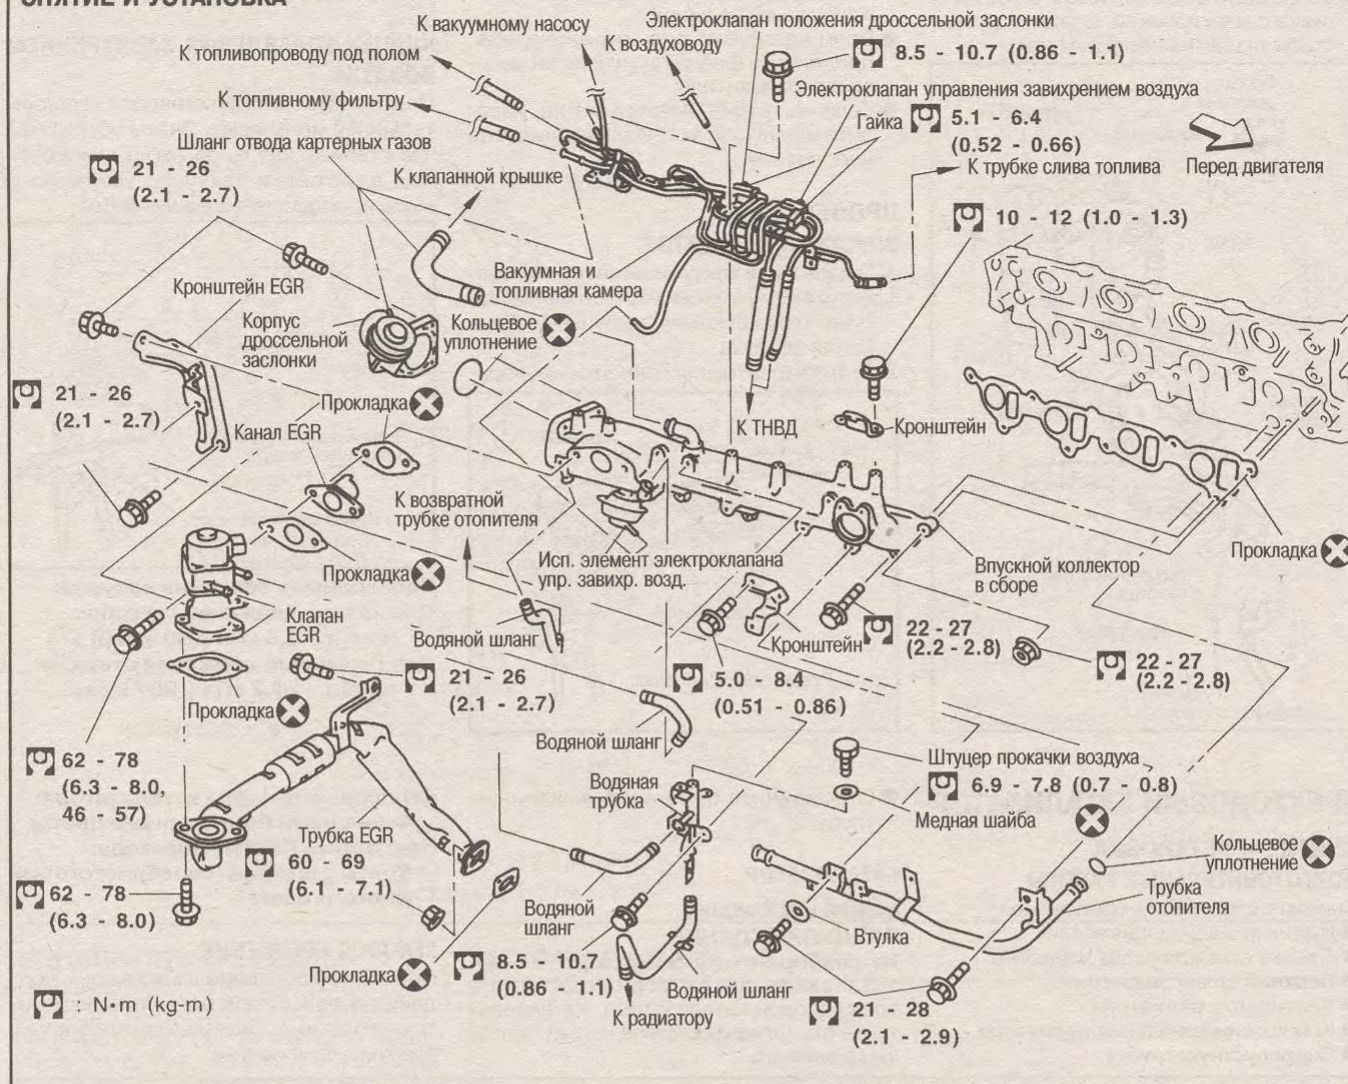 СНЯТИЕ И УСТАНОВКА
К вакуумному насосу
Электроклапан положения дроссельной заслонки
К топливопроводу под полом
К воздуховоду
8.5 - 10.7 (0.86 - 1.1)
К топливному фильтру
Электроклапан управления завихрением воздуха
Гайка
5.1 - 6.4
(0.52 - 0.66)
Шланг отвода картерных газов
К трубке слива топлива
Перед двигателя
21 - 26
(2.1 - 2.7)
К клапанной крышке
10 - 12 (1.0 - 1.3)
Кронштейн EGR
Вакуумная и
топливная камера
Корпус
дроссельной
заслонки
Кольцевое
уплотнение
21 - 26
(2.1 - 2.7)
Прокладка
Канал EGR
К ТНВД
Кронштейн
К возвратной
трубке отопителя
Прокладка
Исп. элемент электроклапана
упр. завихр. возд.
Впускной коллектор
в сборе
Прокладка
Клапан
EGR
Водяной шланг
Кронштейн
22 - 27
(2.2 - 2.8)
22 - 27
(2.2 - 2.8)
21 - 26
(2.1 - 2.7)
5.0 - 8.4
(0.51 - 0.86)
Прокладка
Водяной шланг
62 - 78
(6.3 - 8.0,
46 - 57)
Штуцер прокачки воздуха
6.9 - 7.8 (0.7 - 0.8)
Водяная
трубка
Медная шайба
Трубка EGR
60 - 69
(6.1 - 7.1)
Кольцевое
уплотнение
62 - 78
(6.3 - 8.0)
Трубка
отопителя
Водяной
шланг
Втулка
Прокладка
8.5 - 10.7
(0.86 - 1.1)
Водяной шланг
: N•m (kg-m)
К радиатору
21 - 28
(2.1 - 2.9)